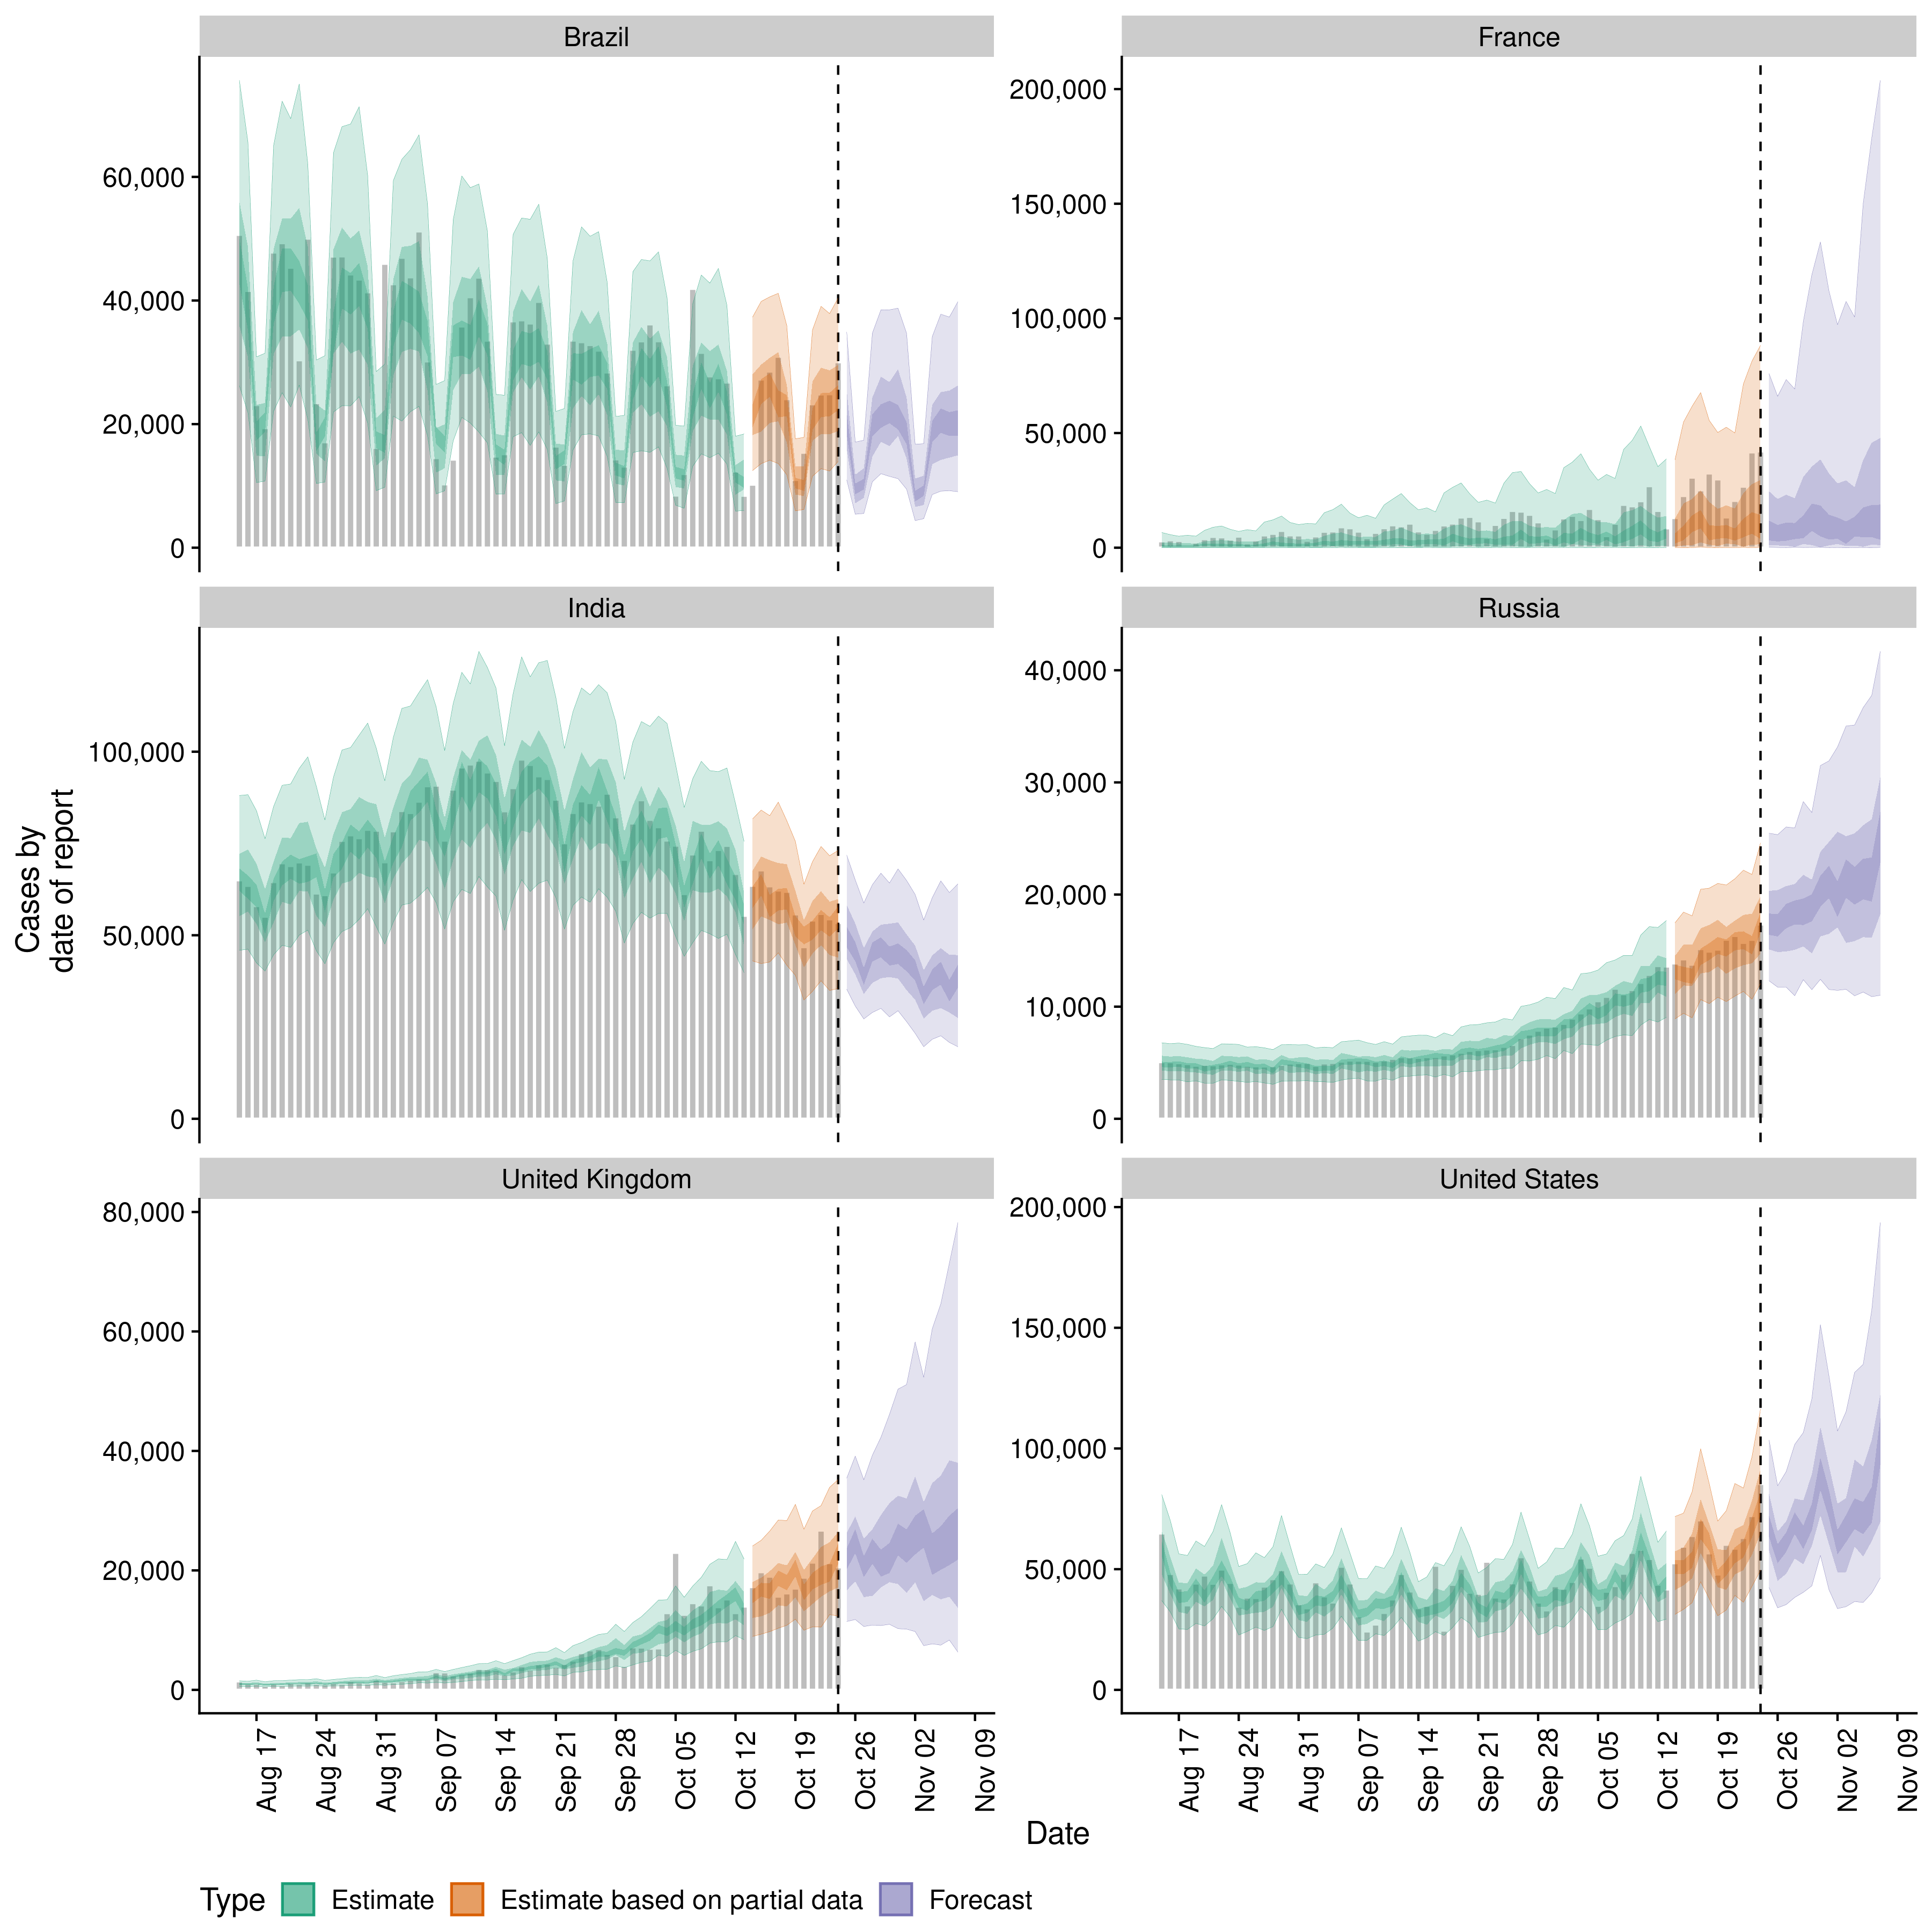 Brazil
France
60,000
40,000
20,000
0
200,000
150,000
100,000
50,000
0
India
Russia
100,000
50,000
0
40,000
30,000
20,000
10,000
0
United Kingdom
United States
80,000
60,000
40,000
20,000
0
200,000
150,000
100,000
50,000
0
Cases by
date of report
Aug 17
Aug 24
Aug 31
Sep 07
Sep 14
Sep 21
Sep 28
Oct 05
Oct 12
Oct 19
Oct 26
Nov 02
Nov 09
Aug 17
Aug 24
Aug 31
Sep 07
Sep 14
Sep 21
Sep 28
Oct 05
Oct 12
Oct 19
Oct 26
Nov 02
Nov 09
Date
Type Estimate Estimate based on partial data Forecast